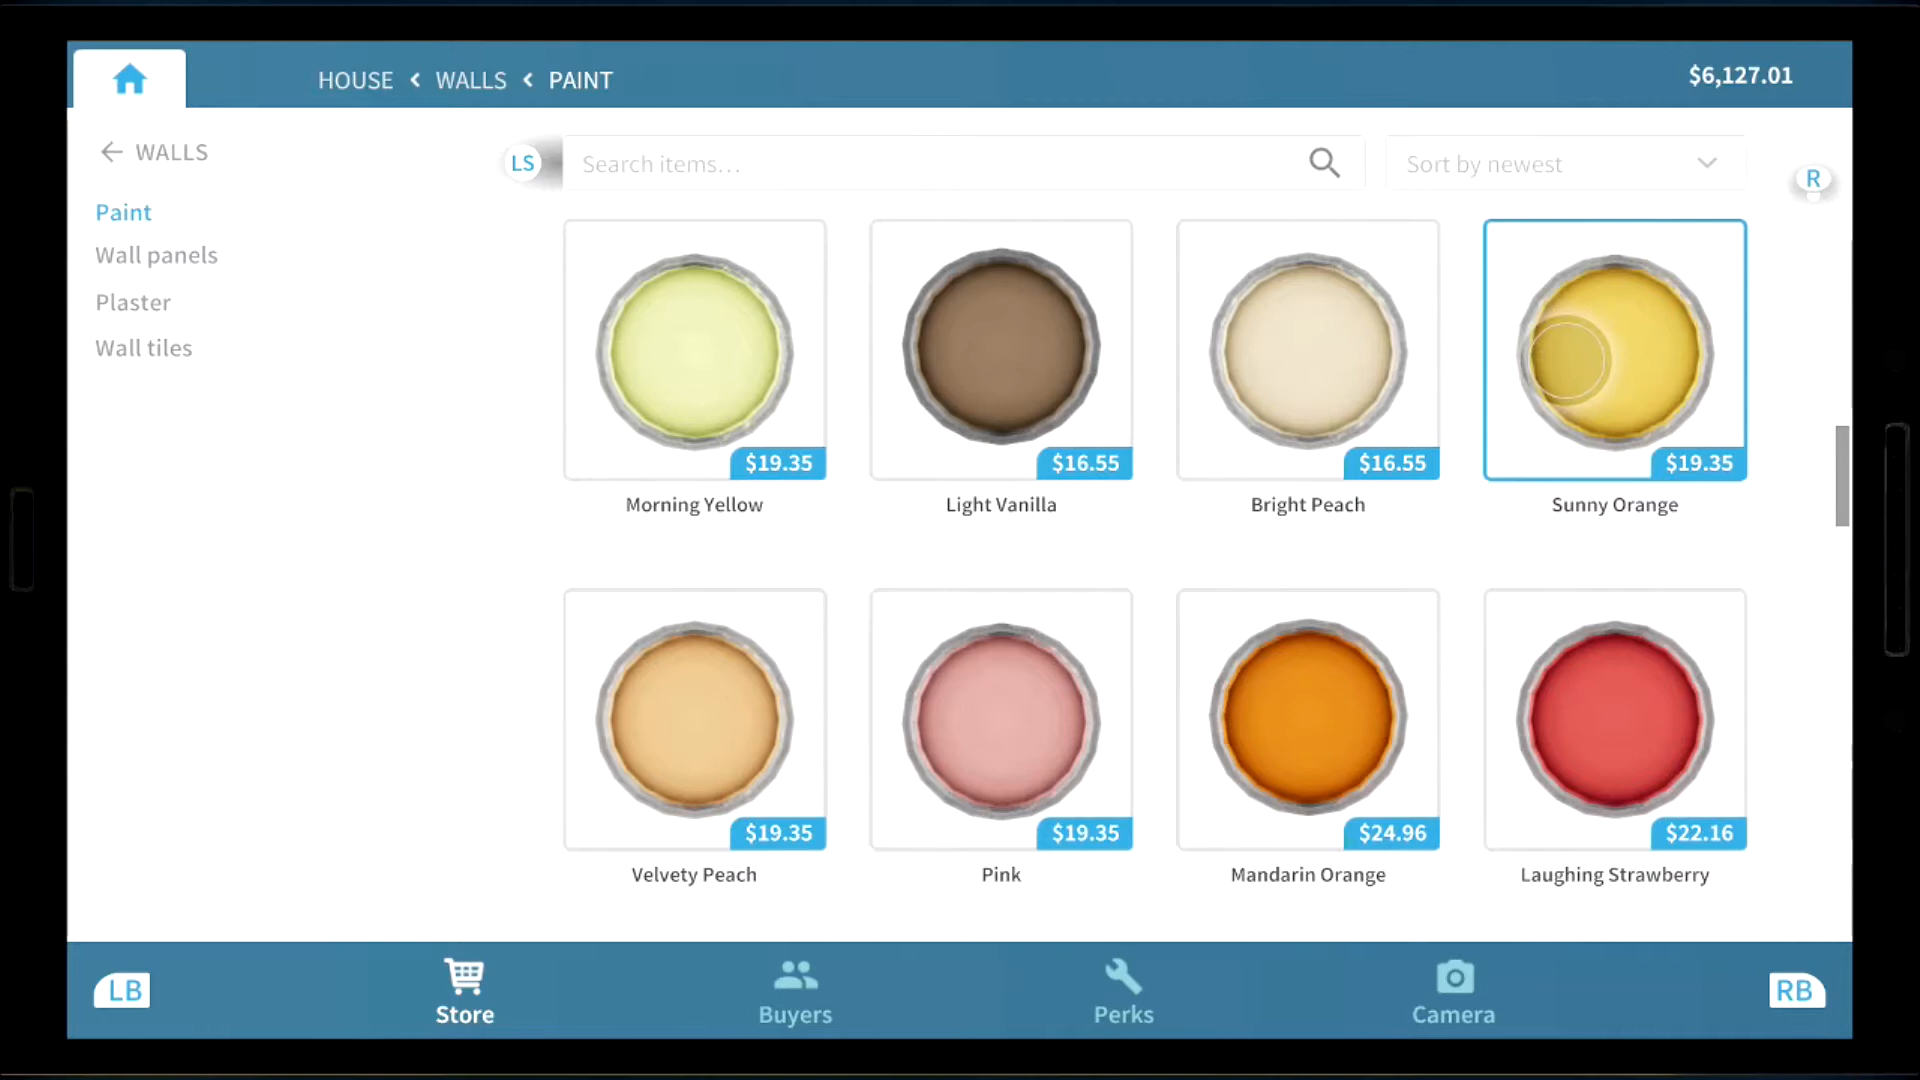 HOUSE < WALLS < PAINT
$6,127.01
WALLS
LS
Search items...
Sort by newest
R
Paint
Wall panels
Plaster
Wall tiles
$19.35
$16.55
$16.55
$19.35
Morning Yellow
Light Vanilla
Bright Peach
Sunny Orange
$19.35
$19.35
$24.96
$22.16
Velvety Peach
Pink
Mandarin Orange
Laughing Strawberry
LB
Store
Buyers
Perks
Camera
RB